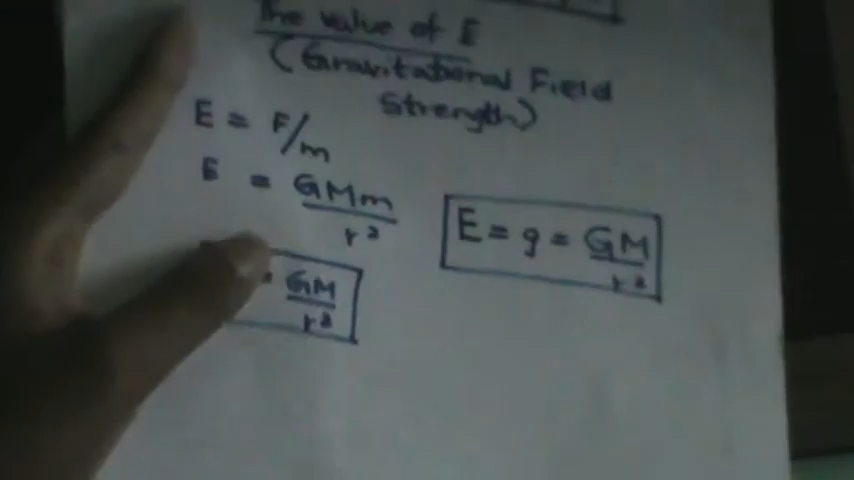 The value of E
(Gravitational Field
Strength)
E = F/m
E = GMm
r²
E = g = GM
r²
= GM
r²